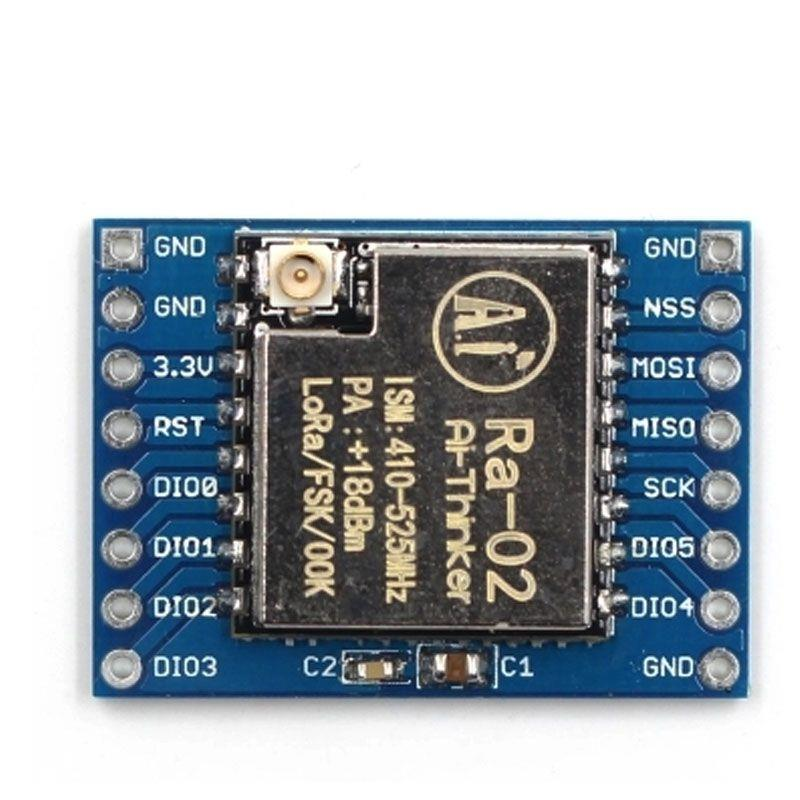 GND
GND
3.3V
RST
DIO0
DIO1
DIO2
DIO3
GND
NSS
MOSI
MISO
SCK
DIO5
DIO4
GND
Ai
Ra-02
Ai-Thinker
ISM:410-525MHz
PA:+18dBm
LoRa/FSK/OOK
C2
C1